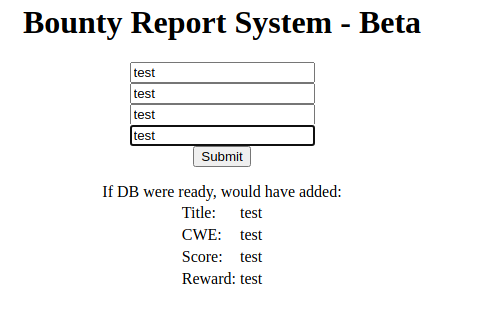 Bounty Report System - Beta
test
test
test
test
Submit
If DB were ready, would have added:
Title: test
CWE: test
Score: test
Reward: test